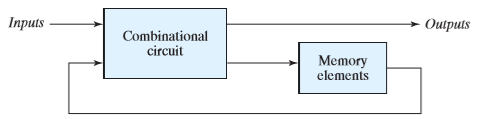 Inputs
Combinational
circuit
Outputs
Memory
elements